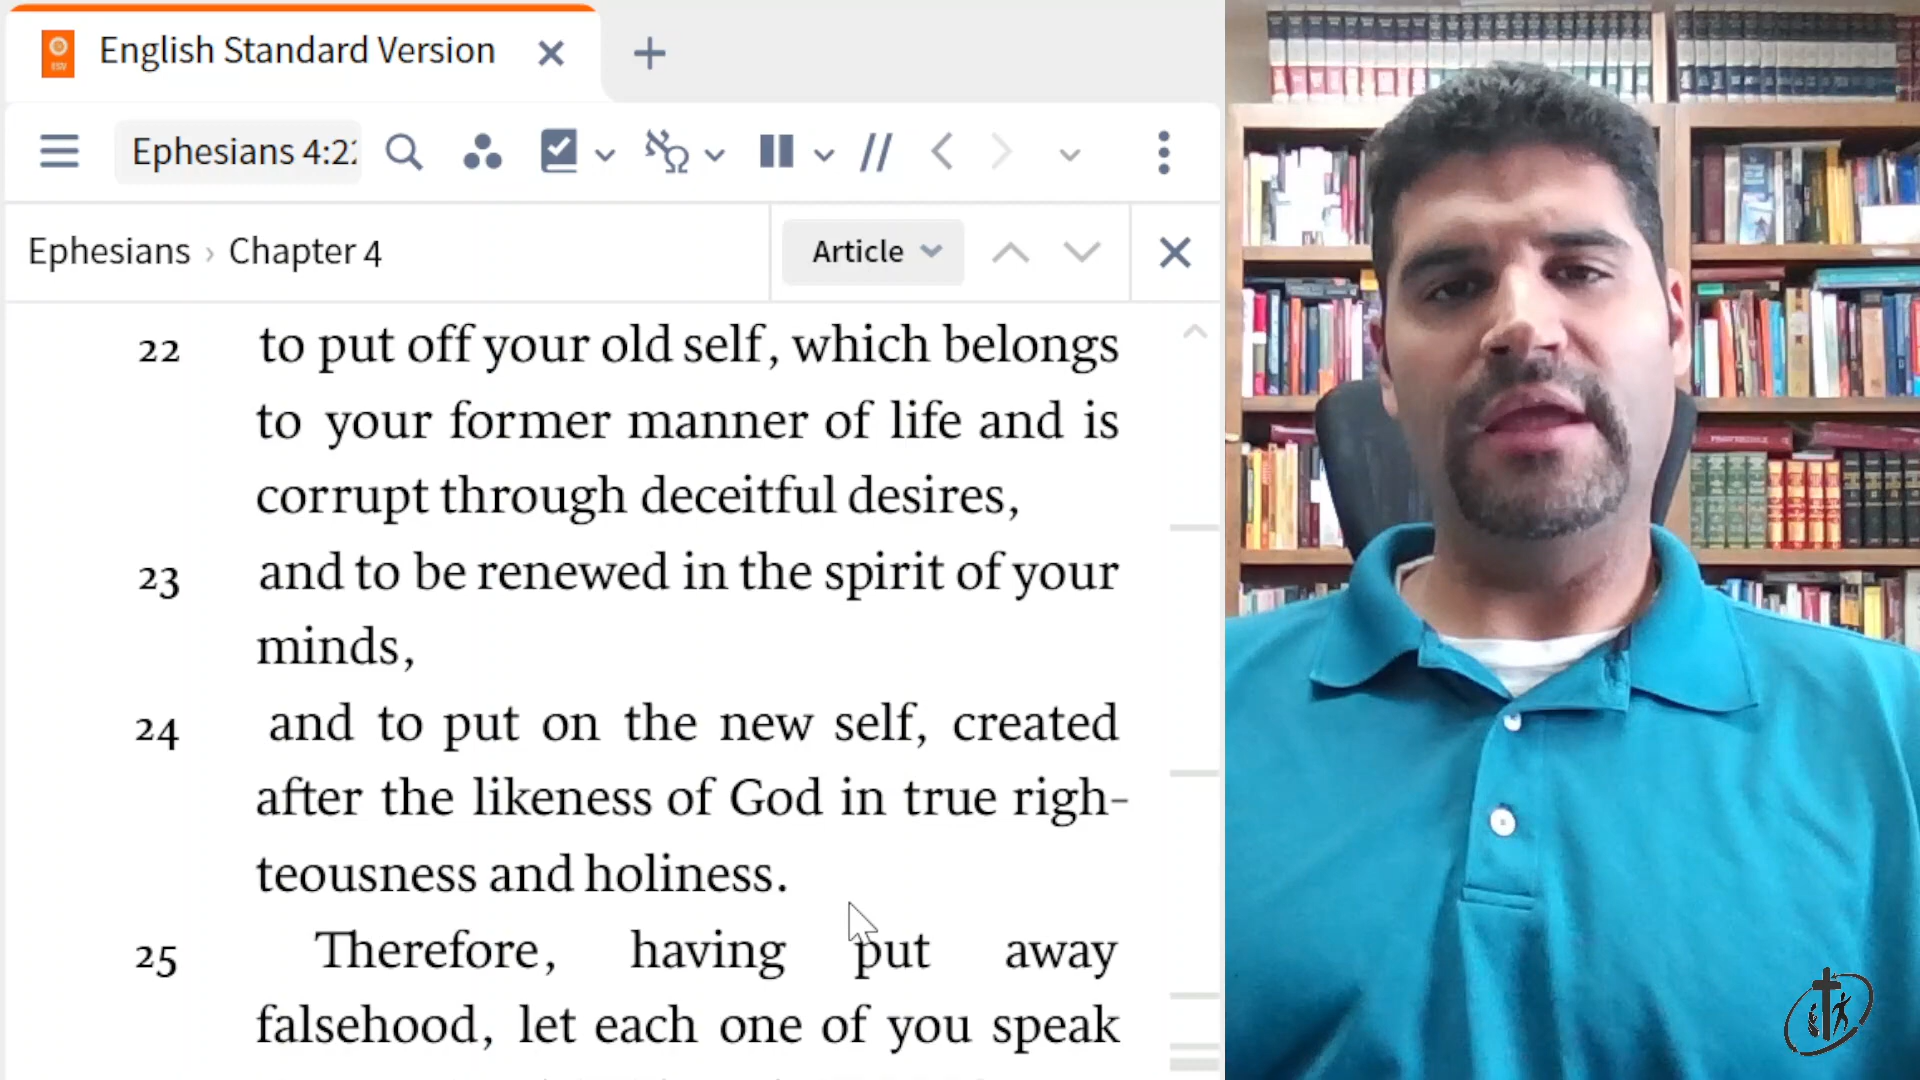 English Standard Version
ESV
Ephesians 4:22
Ephesians › Chapter 4
Article
22 to put off your old self, which belongs
to your former manner of life and is
corrupt through deceitful desires,
23 and to be renewed in the spirit of your
minds,
24 and to put on the new self, created
after the likeness of God in true righ-
teousness and holiness.
25 Therefore, having put away
falsehood, let each one of you speak